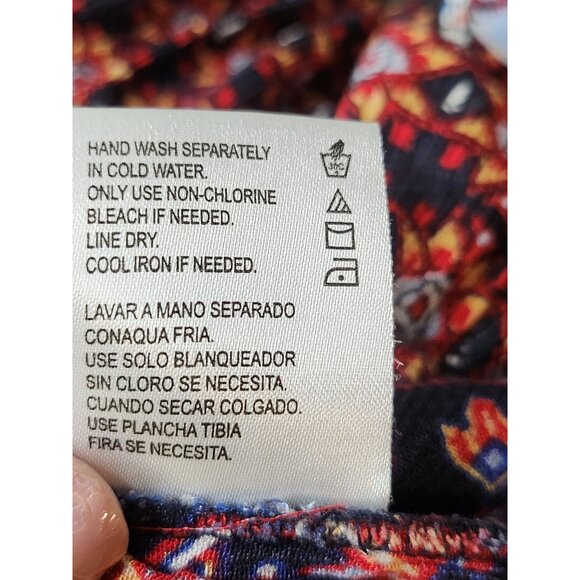 HAND WASH SEPARATELY
IN COLD WATER.
ONLY USE NON-CHLORINE
BLEACH IF NEEDED.
LINE DRY.
COOL IRON IF NEEDED.
LAVAR A MANO SEPARADO
CONAQUA FRIA.
USE SOLO BLANQUEADOR
SIN CLORO SE NECESITA.
CUANDO SECAR COLGADO.
USE PLANCHA TIBIA
FIRA SE NECESITA.